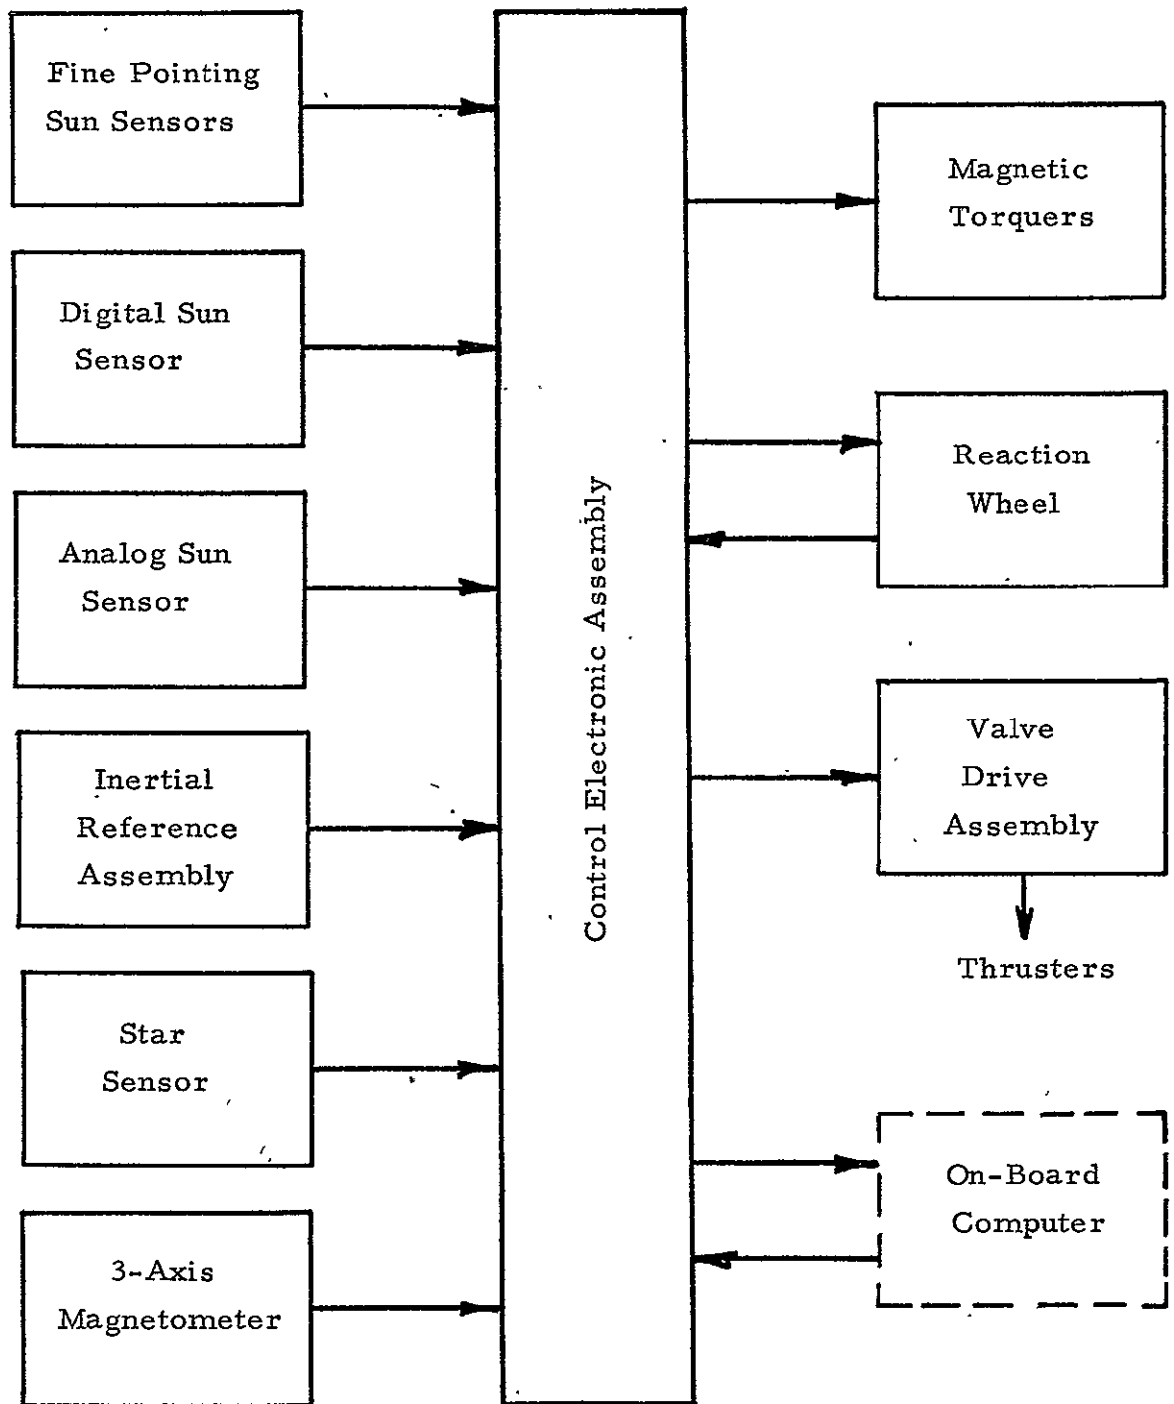 Fine Pointing
Sun Sensors
Digital Sun
Sensor
Analog Sun
Sensor
Inertial
Reference
Assembly
Star
Sensor
3-Axis
Magnetometer
Control Electronic Assembly
Magnetic
Torquers
Reaction
Wheel
Valve
Drive
Assembly
Thrusters
On-Board
Computer